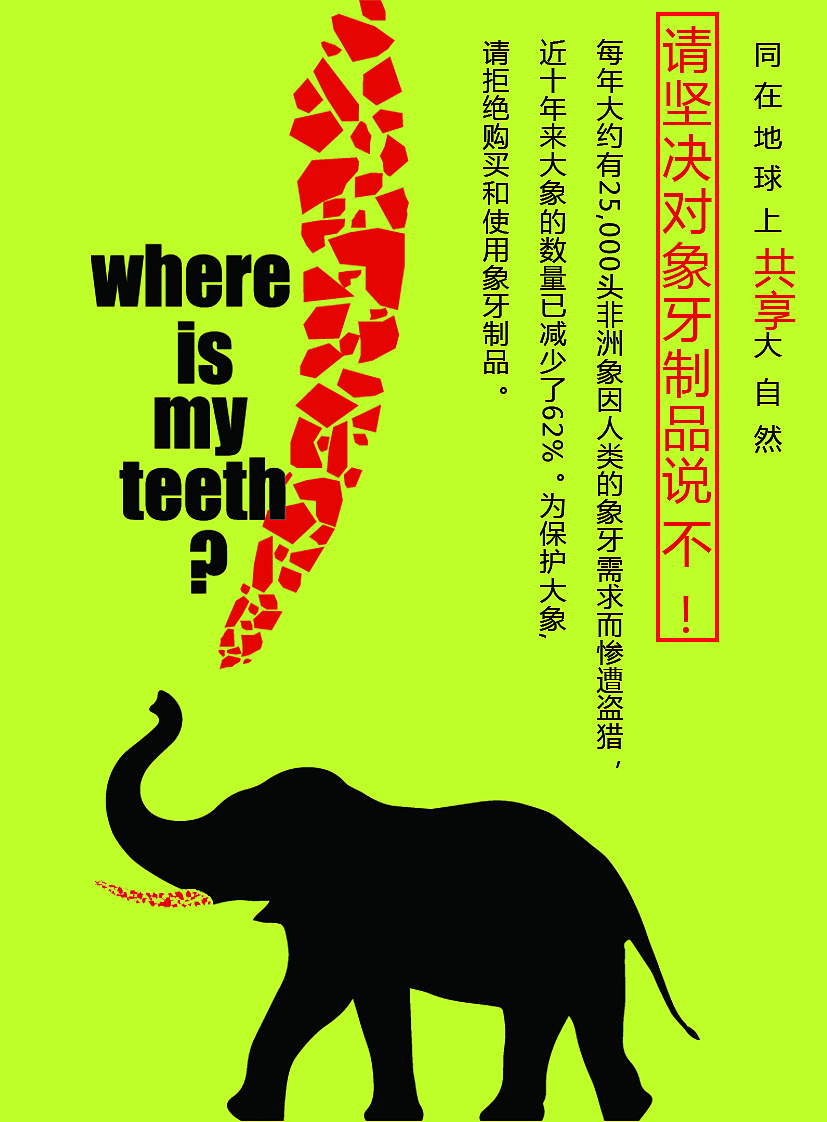 同在地球上共享大自然
请坚决对象牙制品说不！
每年大约有25,000头非洲象因人类的象牙需求而惨遭盗猎，
近十年来大象的数量已减少了62%。为保护大象，
请拒绝购买和使用象牙制品。
where
is
my
teeth
?